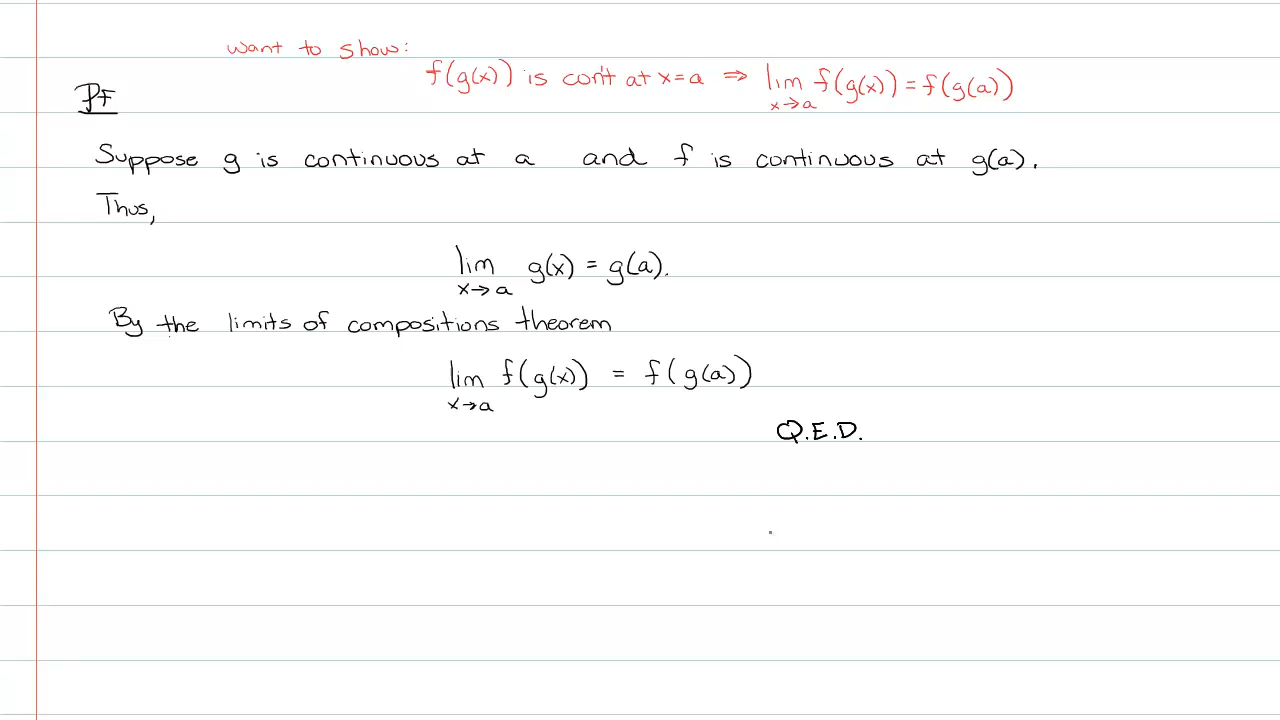 want to show:
f(g(x)) is con't at x=a ⇒ lim x→a f(g(x)) = f(g(a))
Pf
Suppose g is continuous at a and f is continuous at g(a).
Thus,
lim x→a g(x) = g(a).
By the limits of compositions theorem
lim x→a f(g(x)) = f(g(a))
Q.E.D.